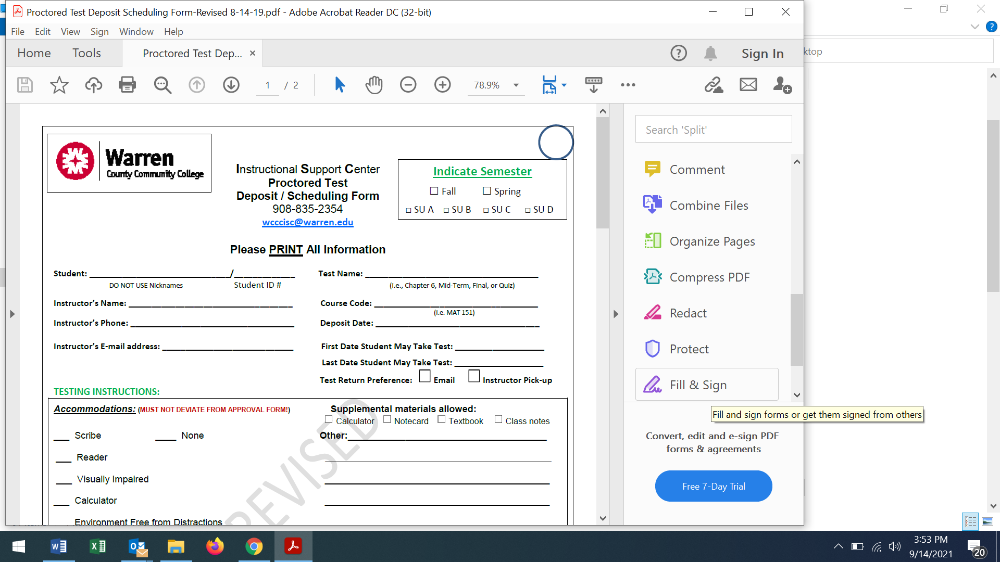 Proctored Test Deposit Scheduling Form-Revised 8-14-19.pdf - Adobe Acrobat Reader DC (32-bit)
File Edit View Sign Window Help
Home Tools Proctored Test Dep... × Sign In
ktop
1 / 2 78.9%
Warren
County Community College
Instructional Support Center
Proctored Test
Deposit / Scheduling Form
908-835-2354
wcccisc@warren.edu
Indicate Semester
☐ Fall ☐ Spring
□ SU A □ SU B □ SU C □ SU D
Please PRINT All Information
Student: ______________________________/_____________ Test Name: ______________________________
DO NOT USE Nicknames Student ID # (i.e., Chapter 6, Mid-Term, Final, or Quiz)
Instructor’s Name: ______________________________ Course Code: ______________________________
(i.e. MAT 151)
Instructor’s Phone: ______________________________ Deposit Date: ______________________________
Instructor’s E-mail address: ______________________________ First Date Student May Take Test: ____________________
Last Date Student May Take Test: ____________________
Test Return Preference: ☐ Email ☐ Instructor Pick-up
TESTING INSTRUCTIONS:
Accommodations: (MUST NOT DEVIATE FROM APPROVAL FORM!) Supplemental materials allowed:
☐ Calculator ☐ Notecard ☐ Textbook ☐ Class notes
___ Scribe ____ None Other:______________________________
___ Reader
___ Visually Impaired
___ Calculator
Environment Free from Distractions
REVISED
Search 'Split'
Comment
Combine Files
Organize Pages
Compress PDF
Redact
Protect
Fill & Sign
Fill and sign forms or get them signed from others
Convert, edit and e-sign PDF
forms & agreements
Free 7-Day Trial
3:53 PM
9/14/2021
20